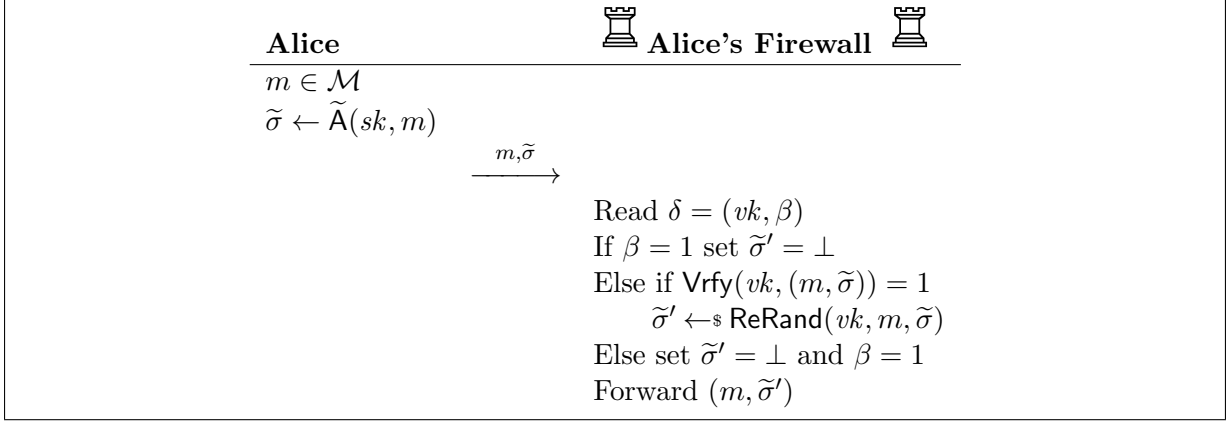 Alice Alice's Firewall
m ∈ ℳ
σ̃ ← Ã(sk, m)
m,σ̃
Read δ = (vk, β)
If β = 1 set σ̃′ = ⊥
Else if Vrfy(vk, (m, σ̃)) = 1
σ̃′ ←$ ReRand(vk, m, σ̃)
Else set σ̃′ = ⊥ and β = 1
Forward (m, σ̃′)